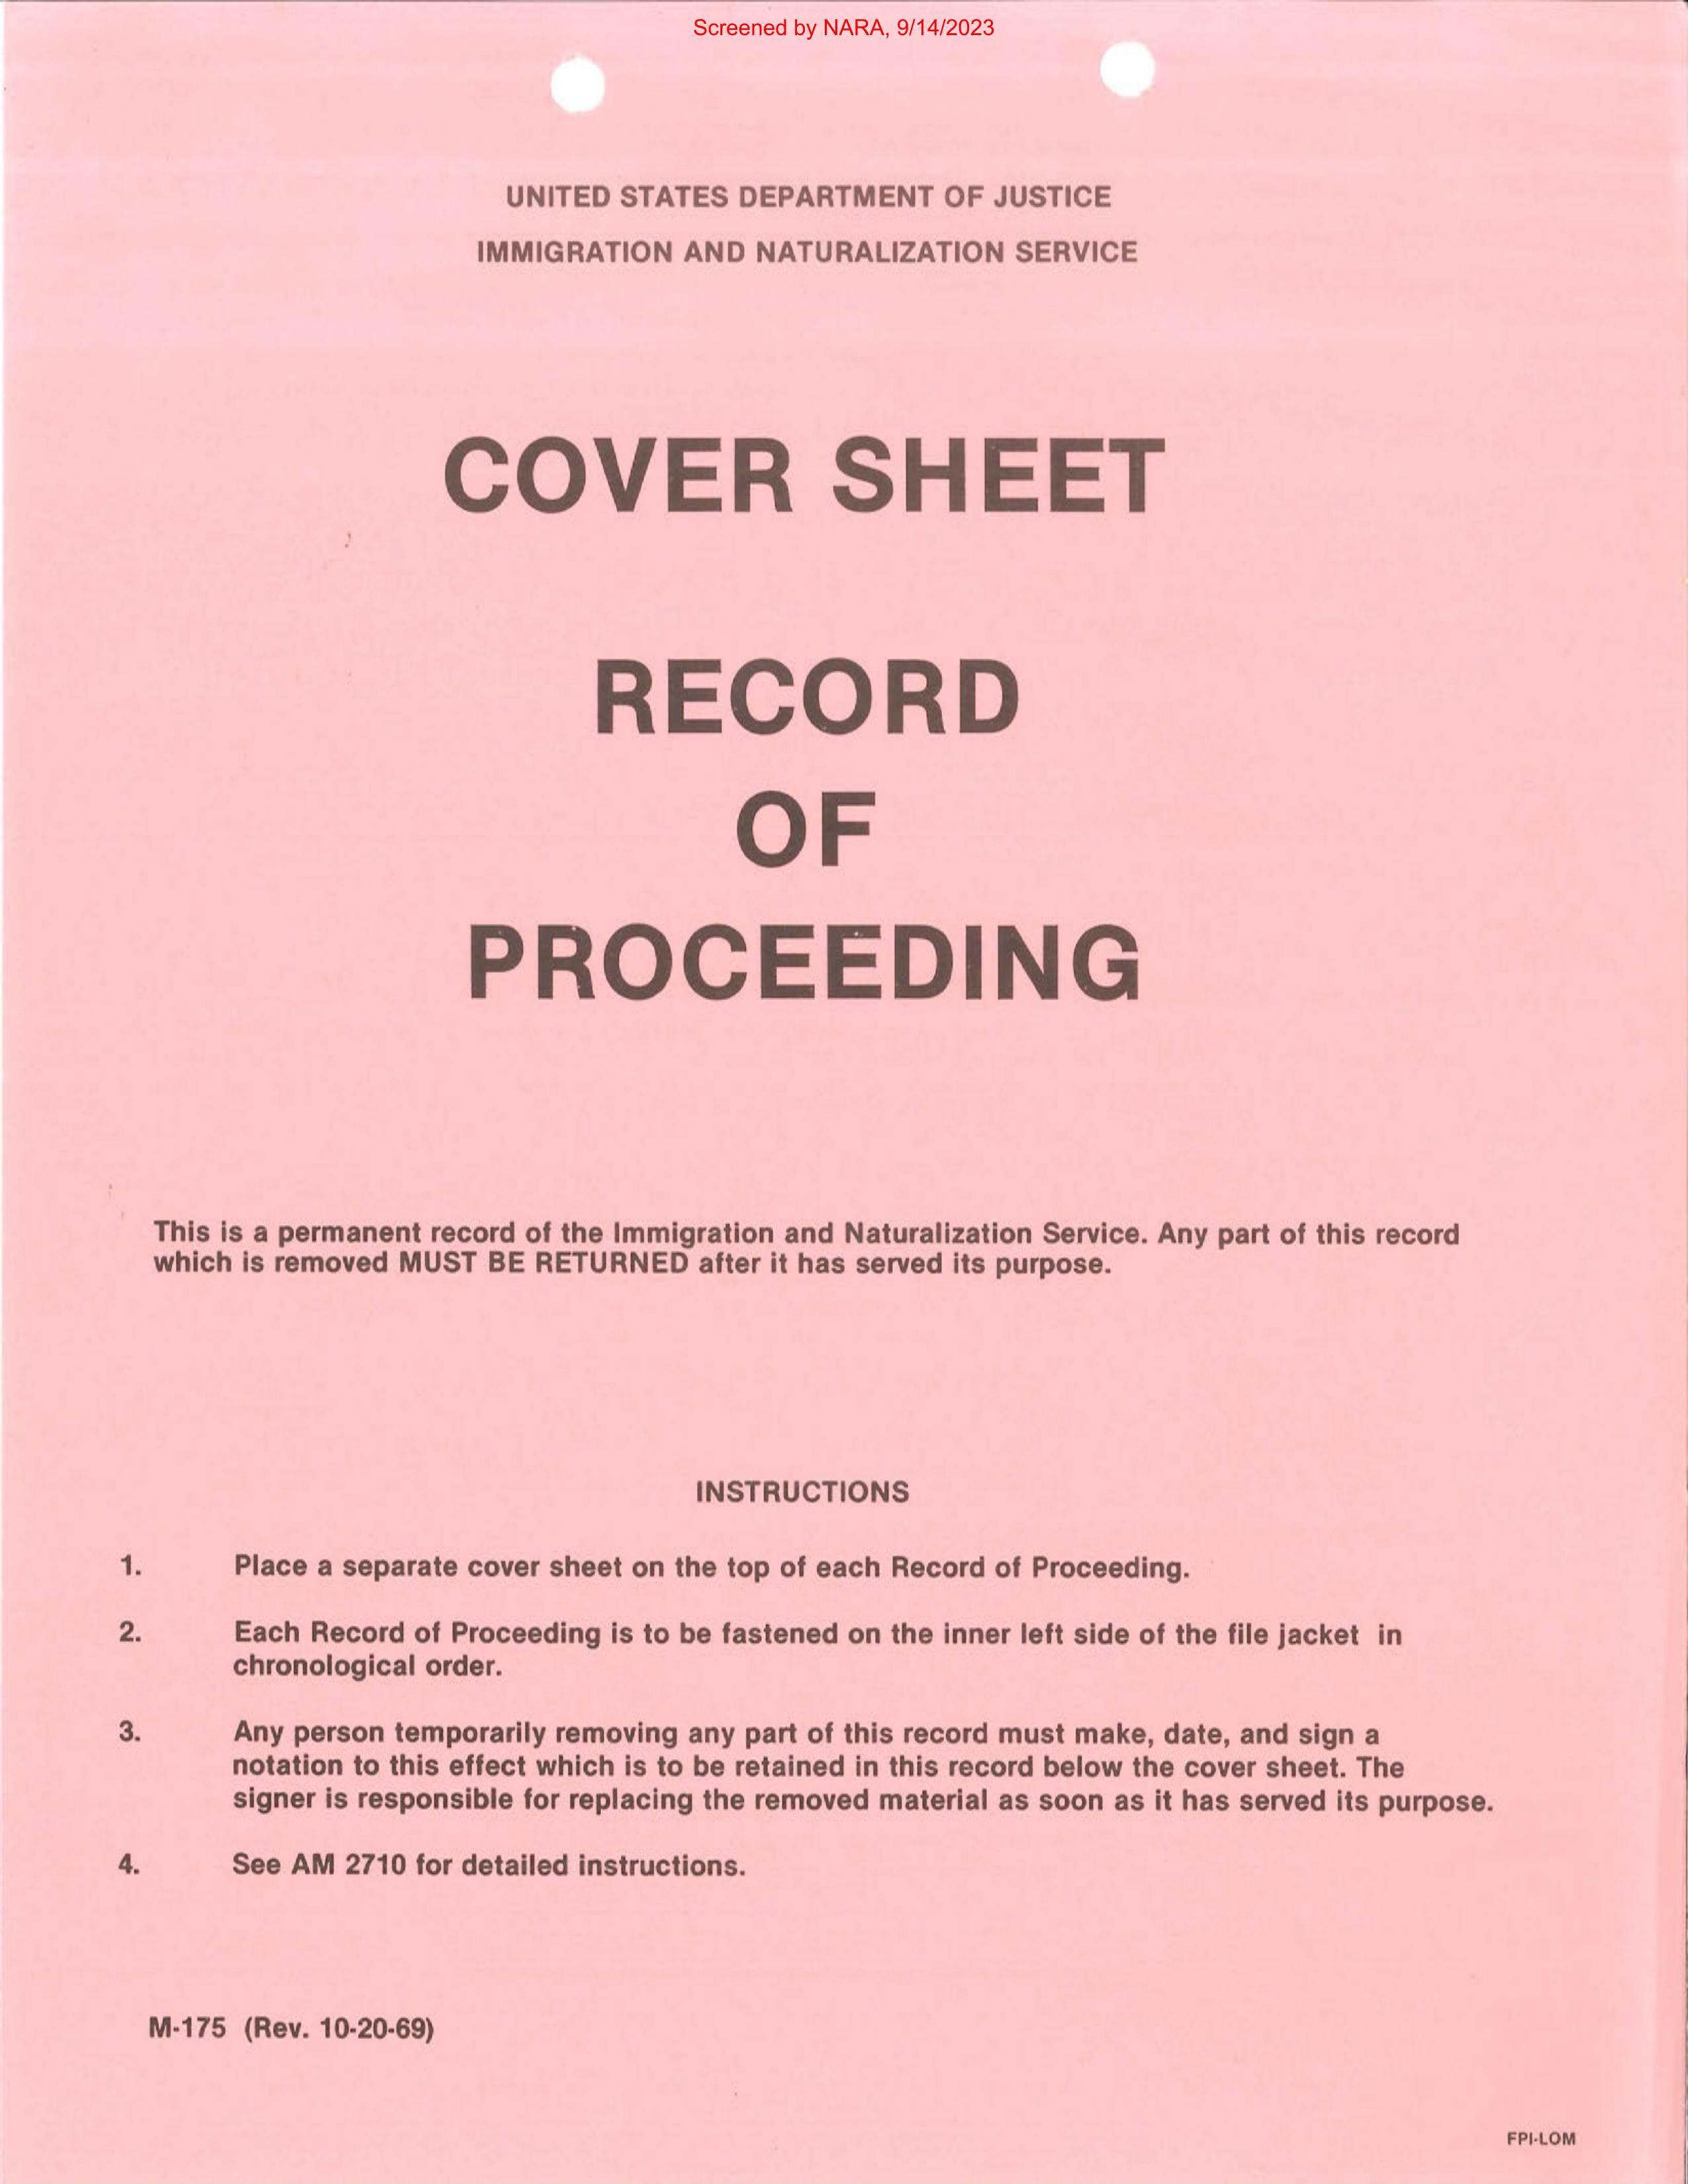 Screened by NARA, 9/14/2023
UNITED STATES DEPARTMENT OF JUSTICE
IMMIGRATION AND NATURALIZATION SERVICE
COVER SHEET
RECORD
OF
PROCEEDING
This is a permanent record of the Immigration and Naturalization Service. Any part of this record
which is removed MUST BE RETURNED after it has served its purpose.
INSTRUCTIONS
1. Place a separate cover sheet on the top of each Record of Proceeding.
2. Each Record of Proceeding is to be fastened on the inner left side of the file jacket in
chronological order.
3. Any person temporarily removing any part of this record must make, date, and sign a
notation to this effect which is to be retained in this record below the cover sheet. The
signer is responsible for replacing the removed material as soon as it has served its purpose.
4. See AM 2710 for detailed instructions.
M-175 (Rev. 10-20-69)
FPI-LOM